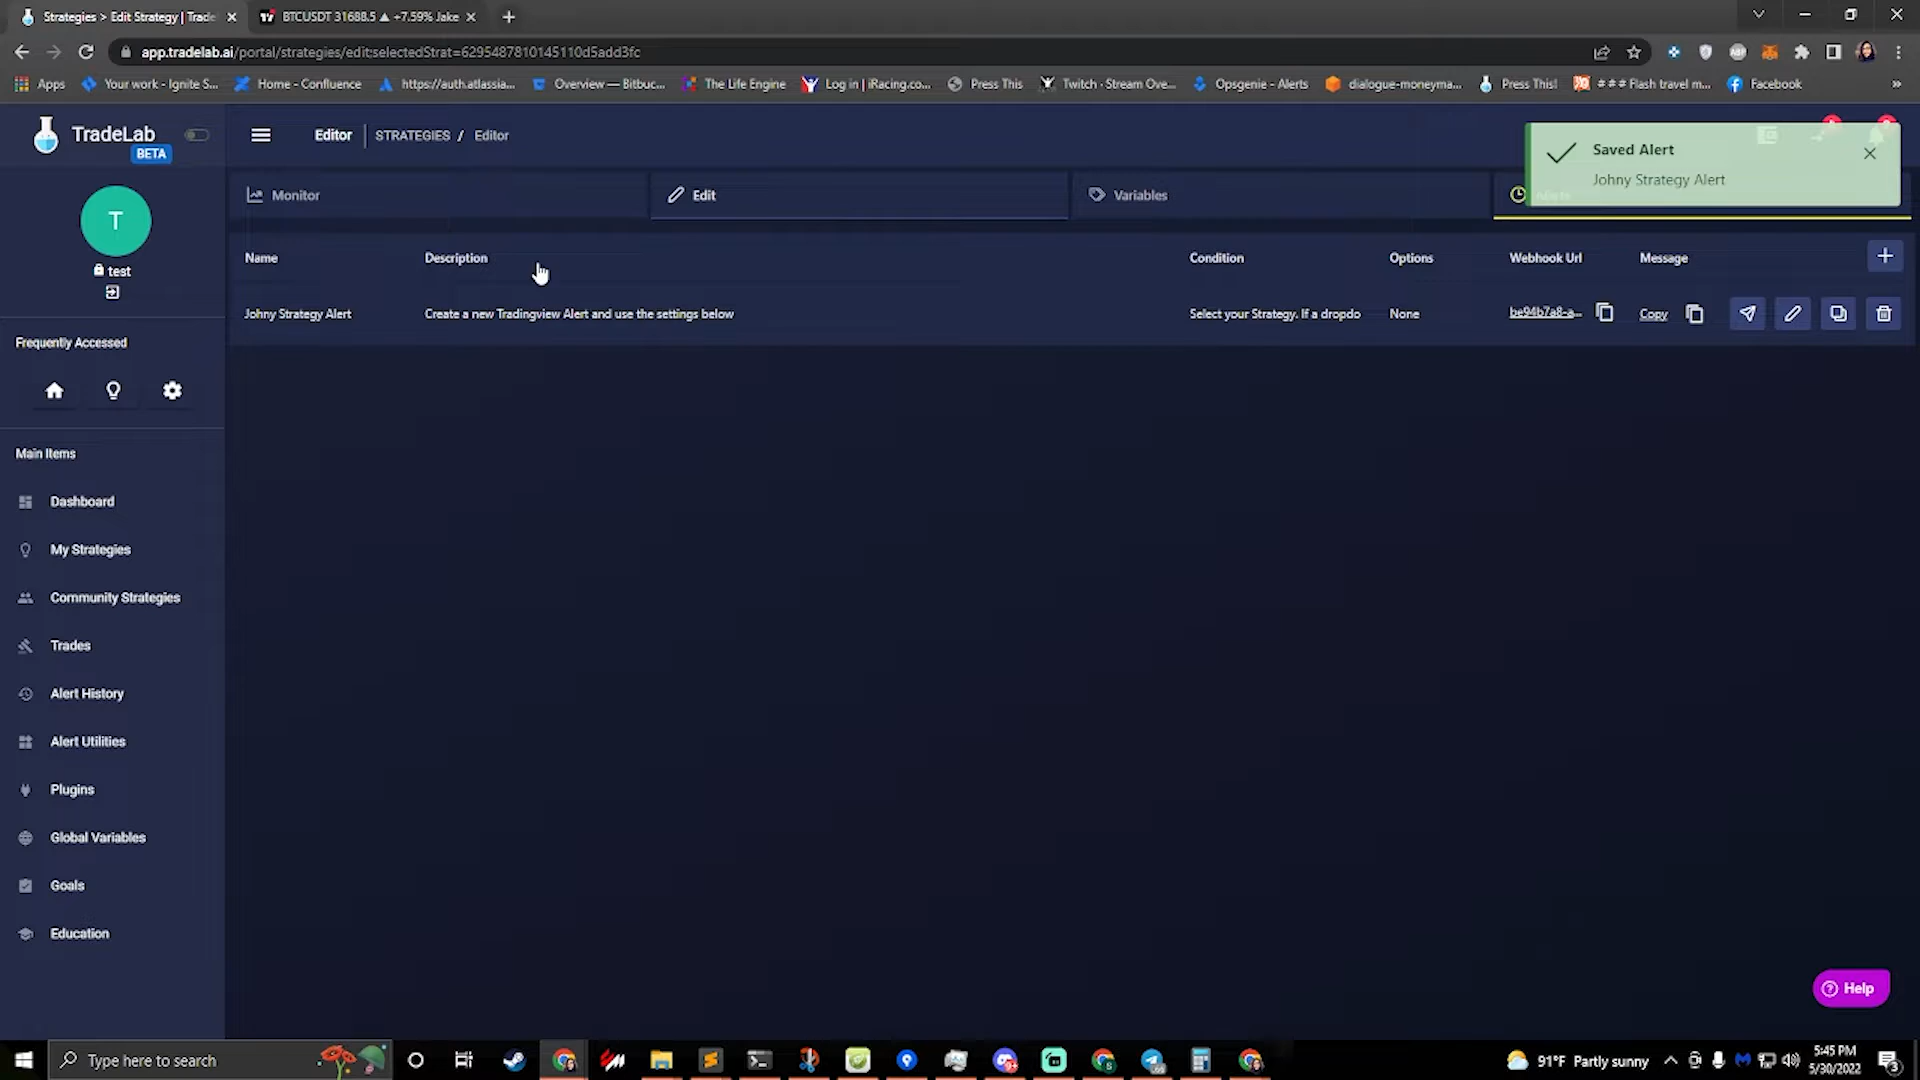 Strategies > Edit Strategy | Trade
BTCUSDT 31688.5 ▲ +7.59% Jake
app.tradelab.ai/portal/strategies/edit;selectedStrat=6295487810145110d5add3fc
Apps
Your work - Ignite S...
Home - Confluence
https://auth.atlassia...
Overview — Bitbuc...
The Life Engine
Log in | iRacing.co...
Press This
Twitch - Stream Ove...
Opsgenie - Alerts
dialogue-moneyma...
Press This!
# # # Flash travel m...
Facebook
»
TradeLab
BETA
Editor
STRATEGIES / Editor
Saved Alert
Johny Strategy Alert
Monitor
Edit
Variables
T
test
Name
Description
Condition
Options
Webhook Url
Message
Johny Strategy Alert
Create a new Tradingview Alert and use the settings below
Select your Strategy. If a dropdo
None
be94b7a8-a...
Copy
Frequently Accessed
Main Items
Dashboard
My Strategies
Community Strategies
Trades
Alert History
Alert Utilities
Plugins
Global Variables
Goals
Education
Help
Type here to search
91°F Partly sunny
5:45 PM
5/30/2022
3